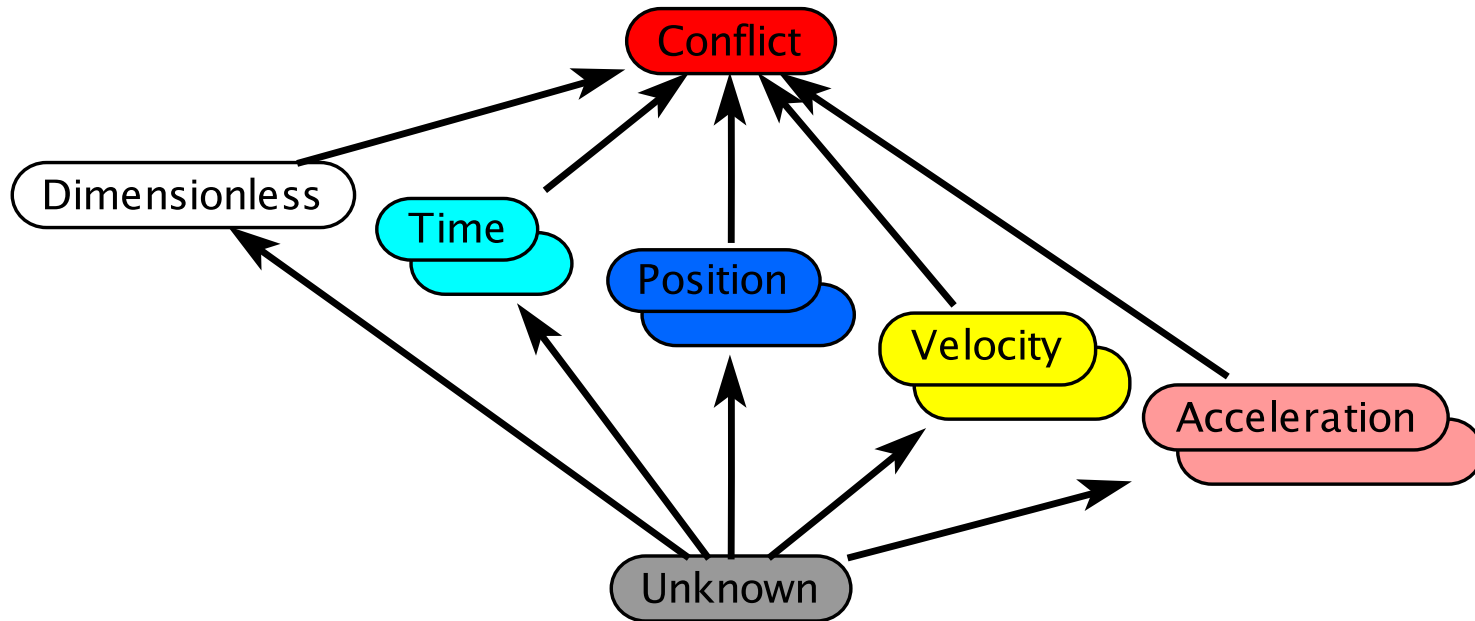 Conflict
Dimensionless
Time
Position
Velocity
Acceleration
Unknown